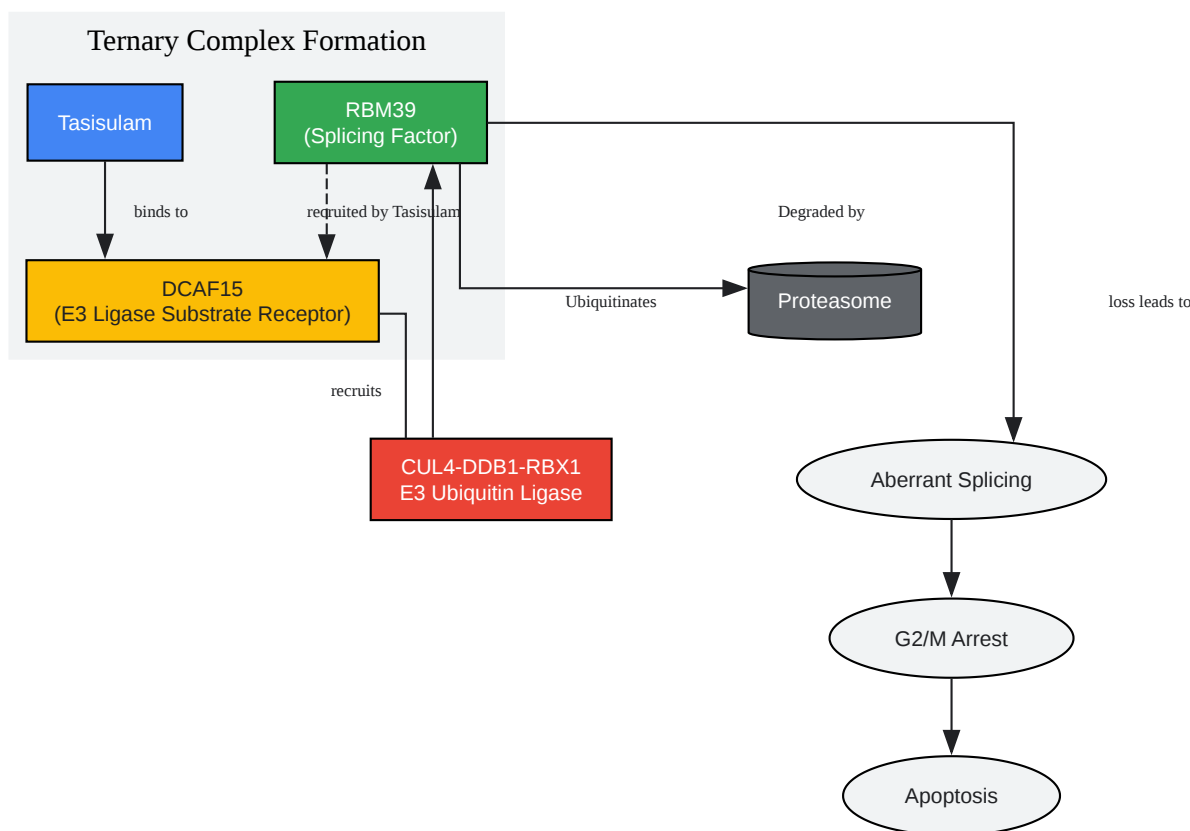 Ternary Complex Formation
Tasisulam
RBM39
(Splicing Factor)
binds to
recruited by Tasisulam
Degraded by
DCAF15
(E3 Ligase Substrate Receptor)
Ubiquitinates
Proteasome
loss leads to
recruits
CUL4-DDB1-RBX1
E3 Ubiquitin Ligase
Aberrant Splicing
G2/M Arrest
Apoptosis